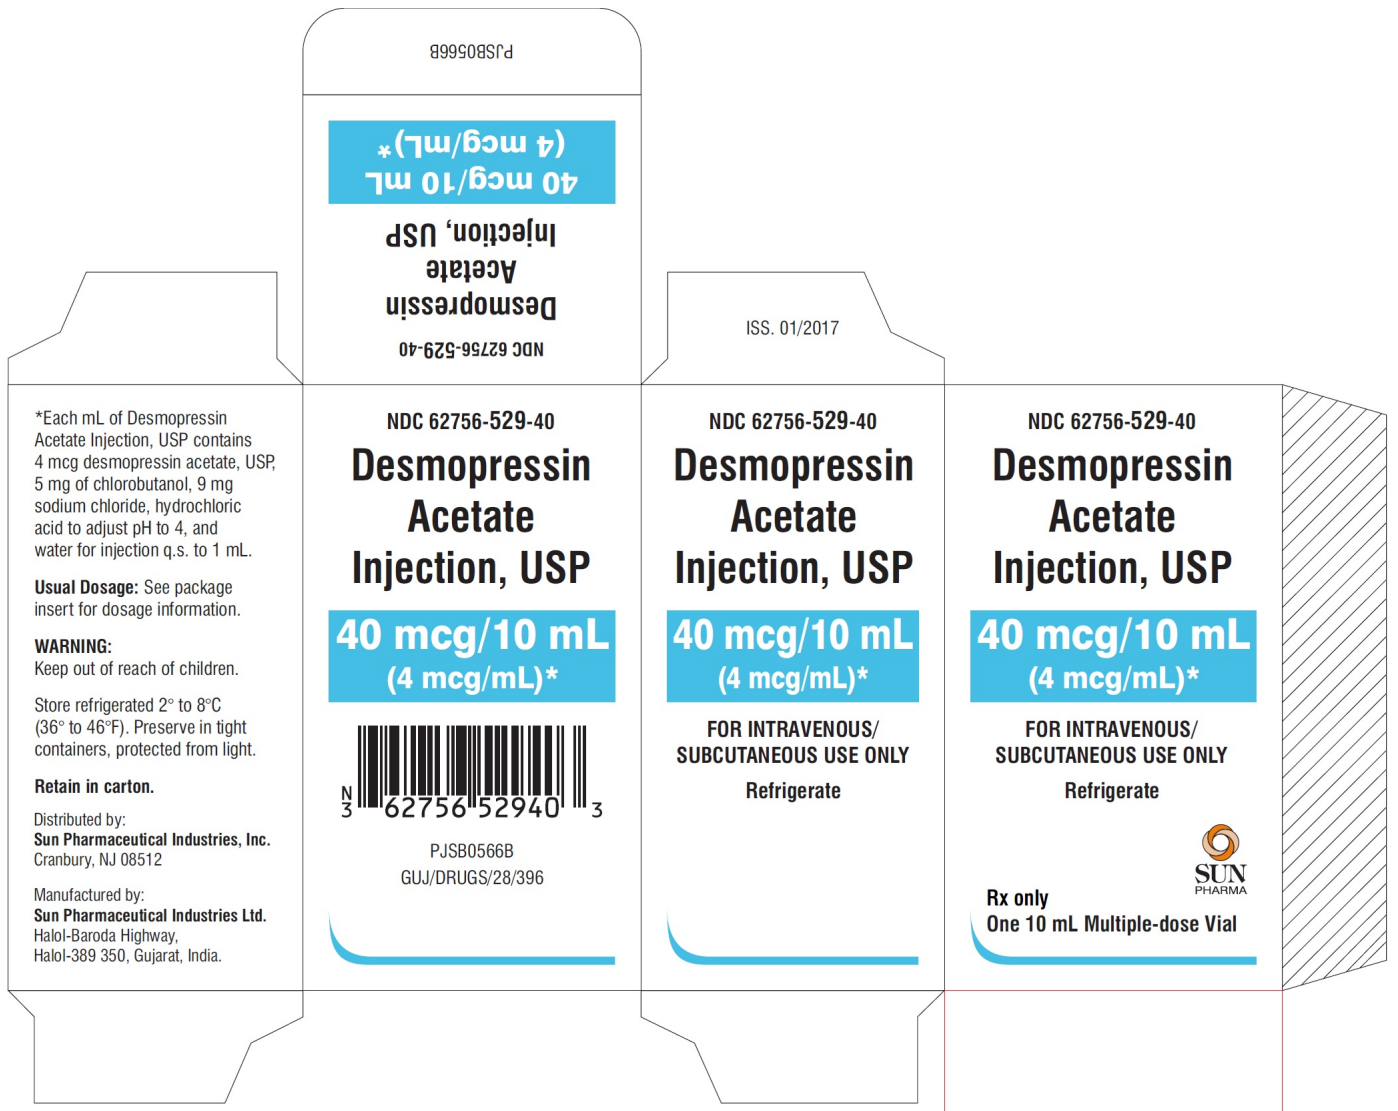 PJSB0566B
40 mcg/10 mL
(4 mcg/mL)*
Desmopressin
Acetate
Injection, USP
NDC 62756-529-40
ISS. 01/2017
*Each mL of Desmopressin
Acetate Injection, USP contains
4 mcg desmopressin acetate, USP,
5 mg of chlorobutanol, 9 mg
sodium chloride, hydrochloric
acid to adjust pH to 4, and
water for injection q.s. to 1 mL.
Usual Dosage: See package
insert for dosage information.
WARNING:
Keep out of reach of children.
Store refrigerated 2° to 8°C
(36° to 46°F). Preserve in tight
containers, protected from light.
Retain in carton.
Distributed by:
Sun Pharmaceutical Industries, Inc.
Cranbury, NJ 08512
Manufactured by:
Sun Pharmaceutical Industries Ltd.
Halol-Baroda Highway,
Halol-389 350, Gujarat, India.
NDC 62756-529-40
Desmopressin
Acetate
Injection, USP
40 mcg/10 mL
(4 mcg/mL)*
N
3 62756 52940 3
PJSB0566B
GUJ/DRUGS/28/396
NDC 62756-529-40
Desmopressin
Acetate
Injection, USP
40 mcg/10 mL
(4 mcg/mL)*
FOR INTRAVENOUS/
SUBCUTANEOUS USE ONLY
Refrigerate
NDC 62756-529-40
Desmopressin
Acetate
Injection, USP
40 mcg/10 mL
(4 mcg/mL)*
FOR INTRAVENOUS/
SUBCUTANEOUS USE ONLY
Refrigerate
SUN
PHARMA
Rx only
One 10 mL Multiple-dose Vial